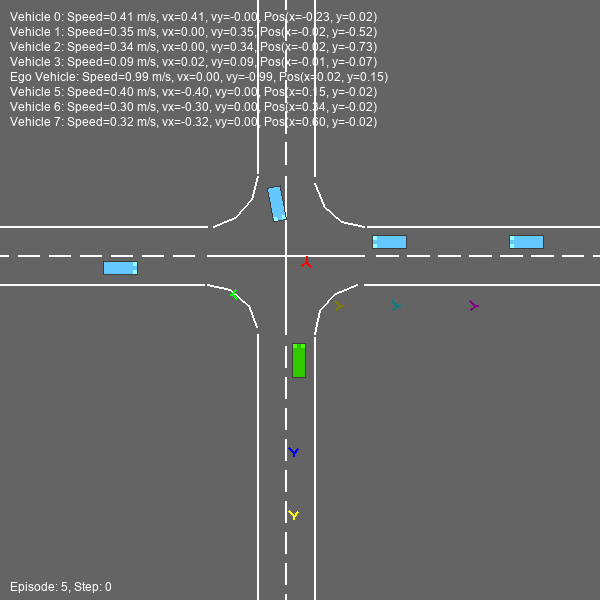 Vehicle 0: Speed=0.41 m/s, vx=0.41, vy=-0.00, Pos(x=-0.23, y=0.02)
Vehicle 1: Speed=0.35 m/s, vx=0.00, vy=0.35, Pos(x=-0.02, y=-0.52)
Vehicle 2: Speed=0.34 m/s, vx=0.00, vy=0.34, Pos(x=-0.02, y=-0.73)
Vehicle 3: Speed=0.09 m/s, vx=0.02, vy=0.09, Pos(x=-0.01, y=-0.07)
Ego Vehicle: Speed=0.99 m/s, vx=0.00, vy=-0.99, Pos(x=0.02, y=0.15)
Vehicle 5: Speed=0.40 m/s, vx=-0.40, vy=0.00, Pos(x=0.15, y=-0.02)
Vehicle 6: Speed=0.30 m/s, vx=-0.30, vy=0.00, Pos(x=0.34, y=-0.02)
Vehicle 7: Speed=0.32 m/s, vx=-0.32, vy=0.00, Pos(x=0.60, y=-0.02)
Episode: 5, Step: 0